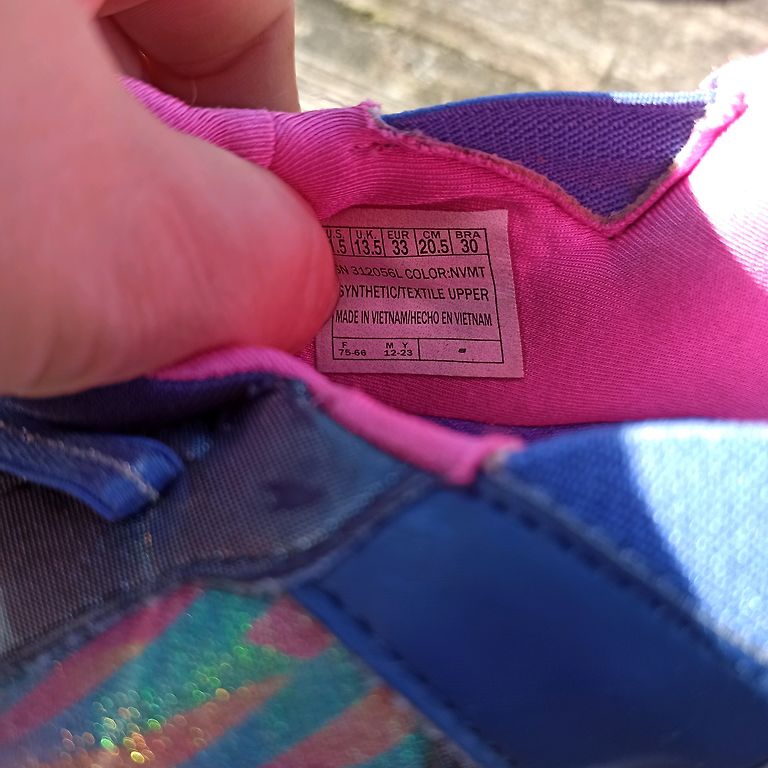 U.S. U.K. EUR CM BRA
.5 13.5 33 20.5 30
SN 312056L COLOR:NVMT
SYNTHETIC/TEXTILE UPPER
MADE IN VIETNAM/HECHO EN VIETNAM
F M Y
75-66 12-23